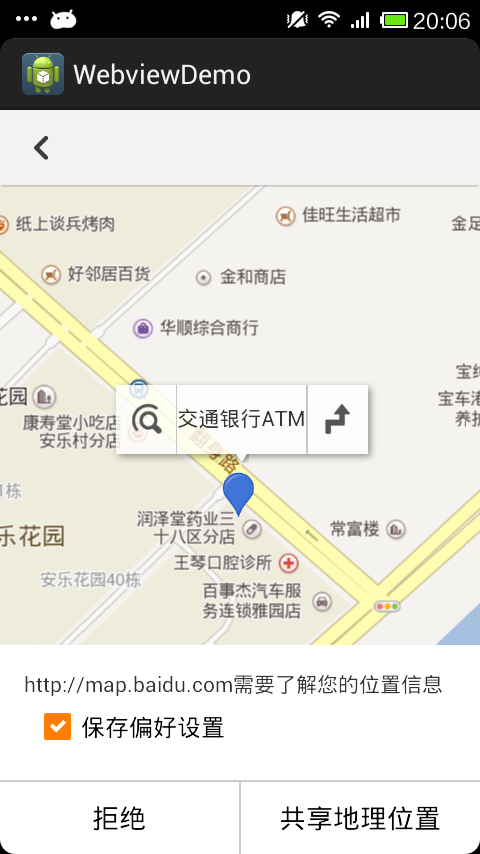 20:06
WebviewDemo
佳旺生活超市
纸上谈兵烤肉
金足
好邻居百货
金和商店
华顺综合商行
宝纳
花园
宝车港
养护
康寿堂小吃店
安乐村分店
交通银行ATM
翻身路
栋
润泽堂药业三
十八区分店
常富楼
乐花园
王琴口腔诊所
安乐花园40栋
百事杰汽车服
务连锁雅园店
http://map.baidu.com需要了解您的位置信息
保存偏好设置
拒绝
共享地理位置